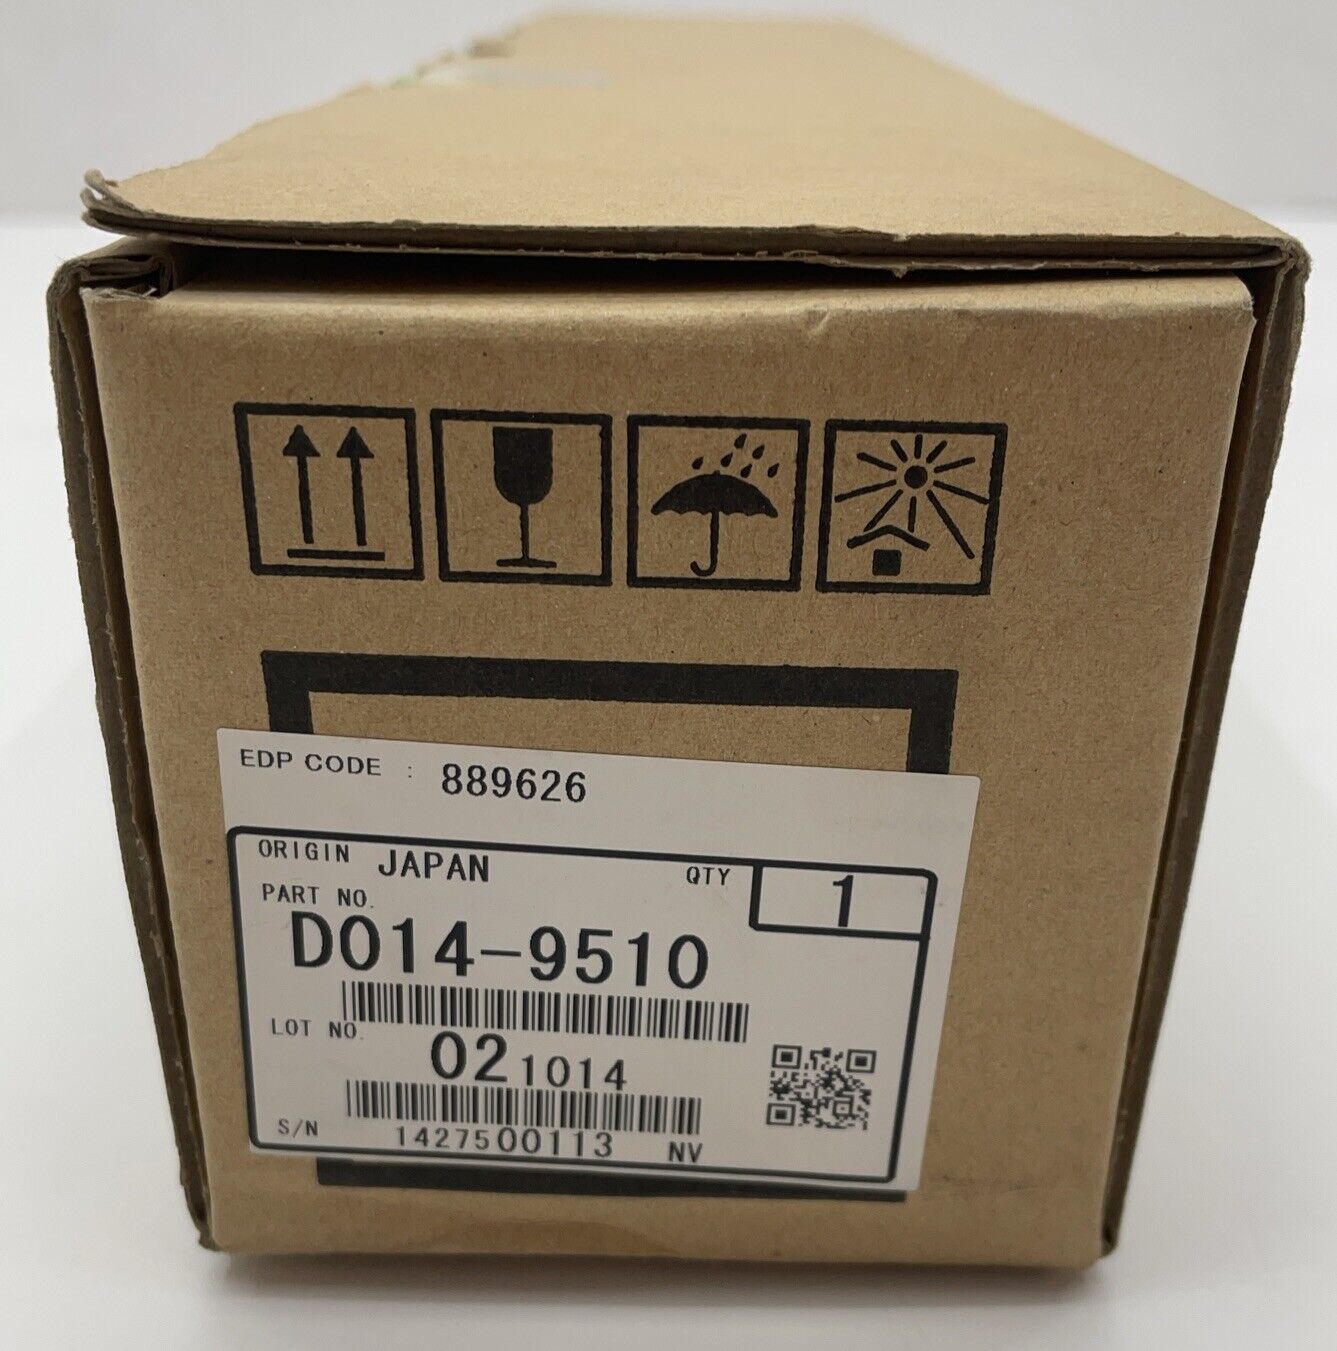 EDP CODE : 889626
ORIGIN JAPAN QTY 1
PART NO.
D014-9510
LOT NO.
021014
S/N 1427500113 NV